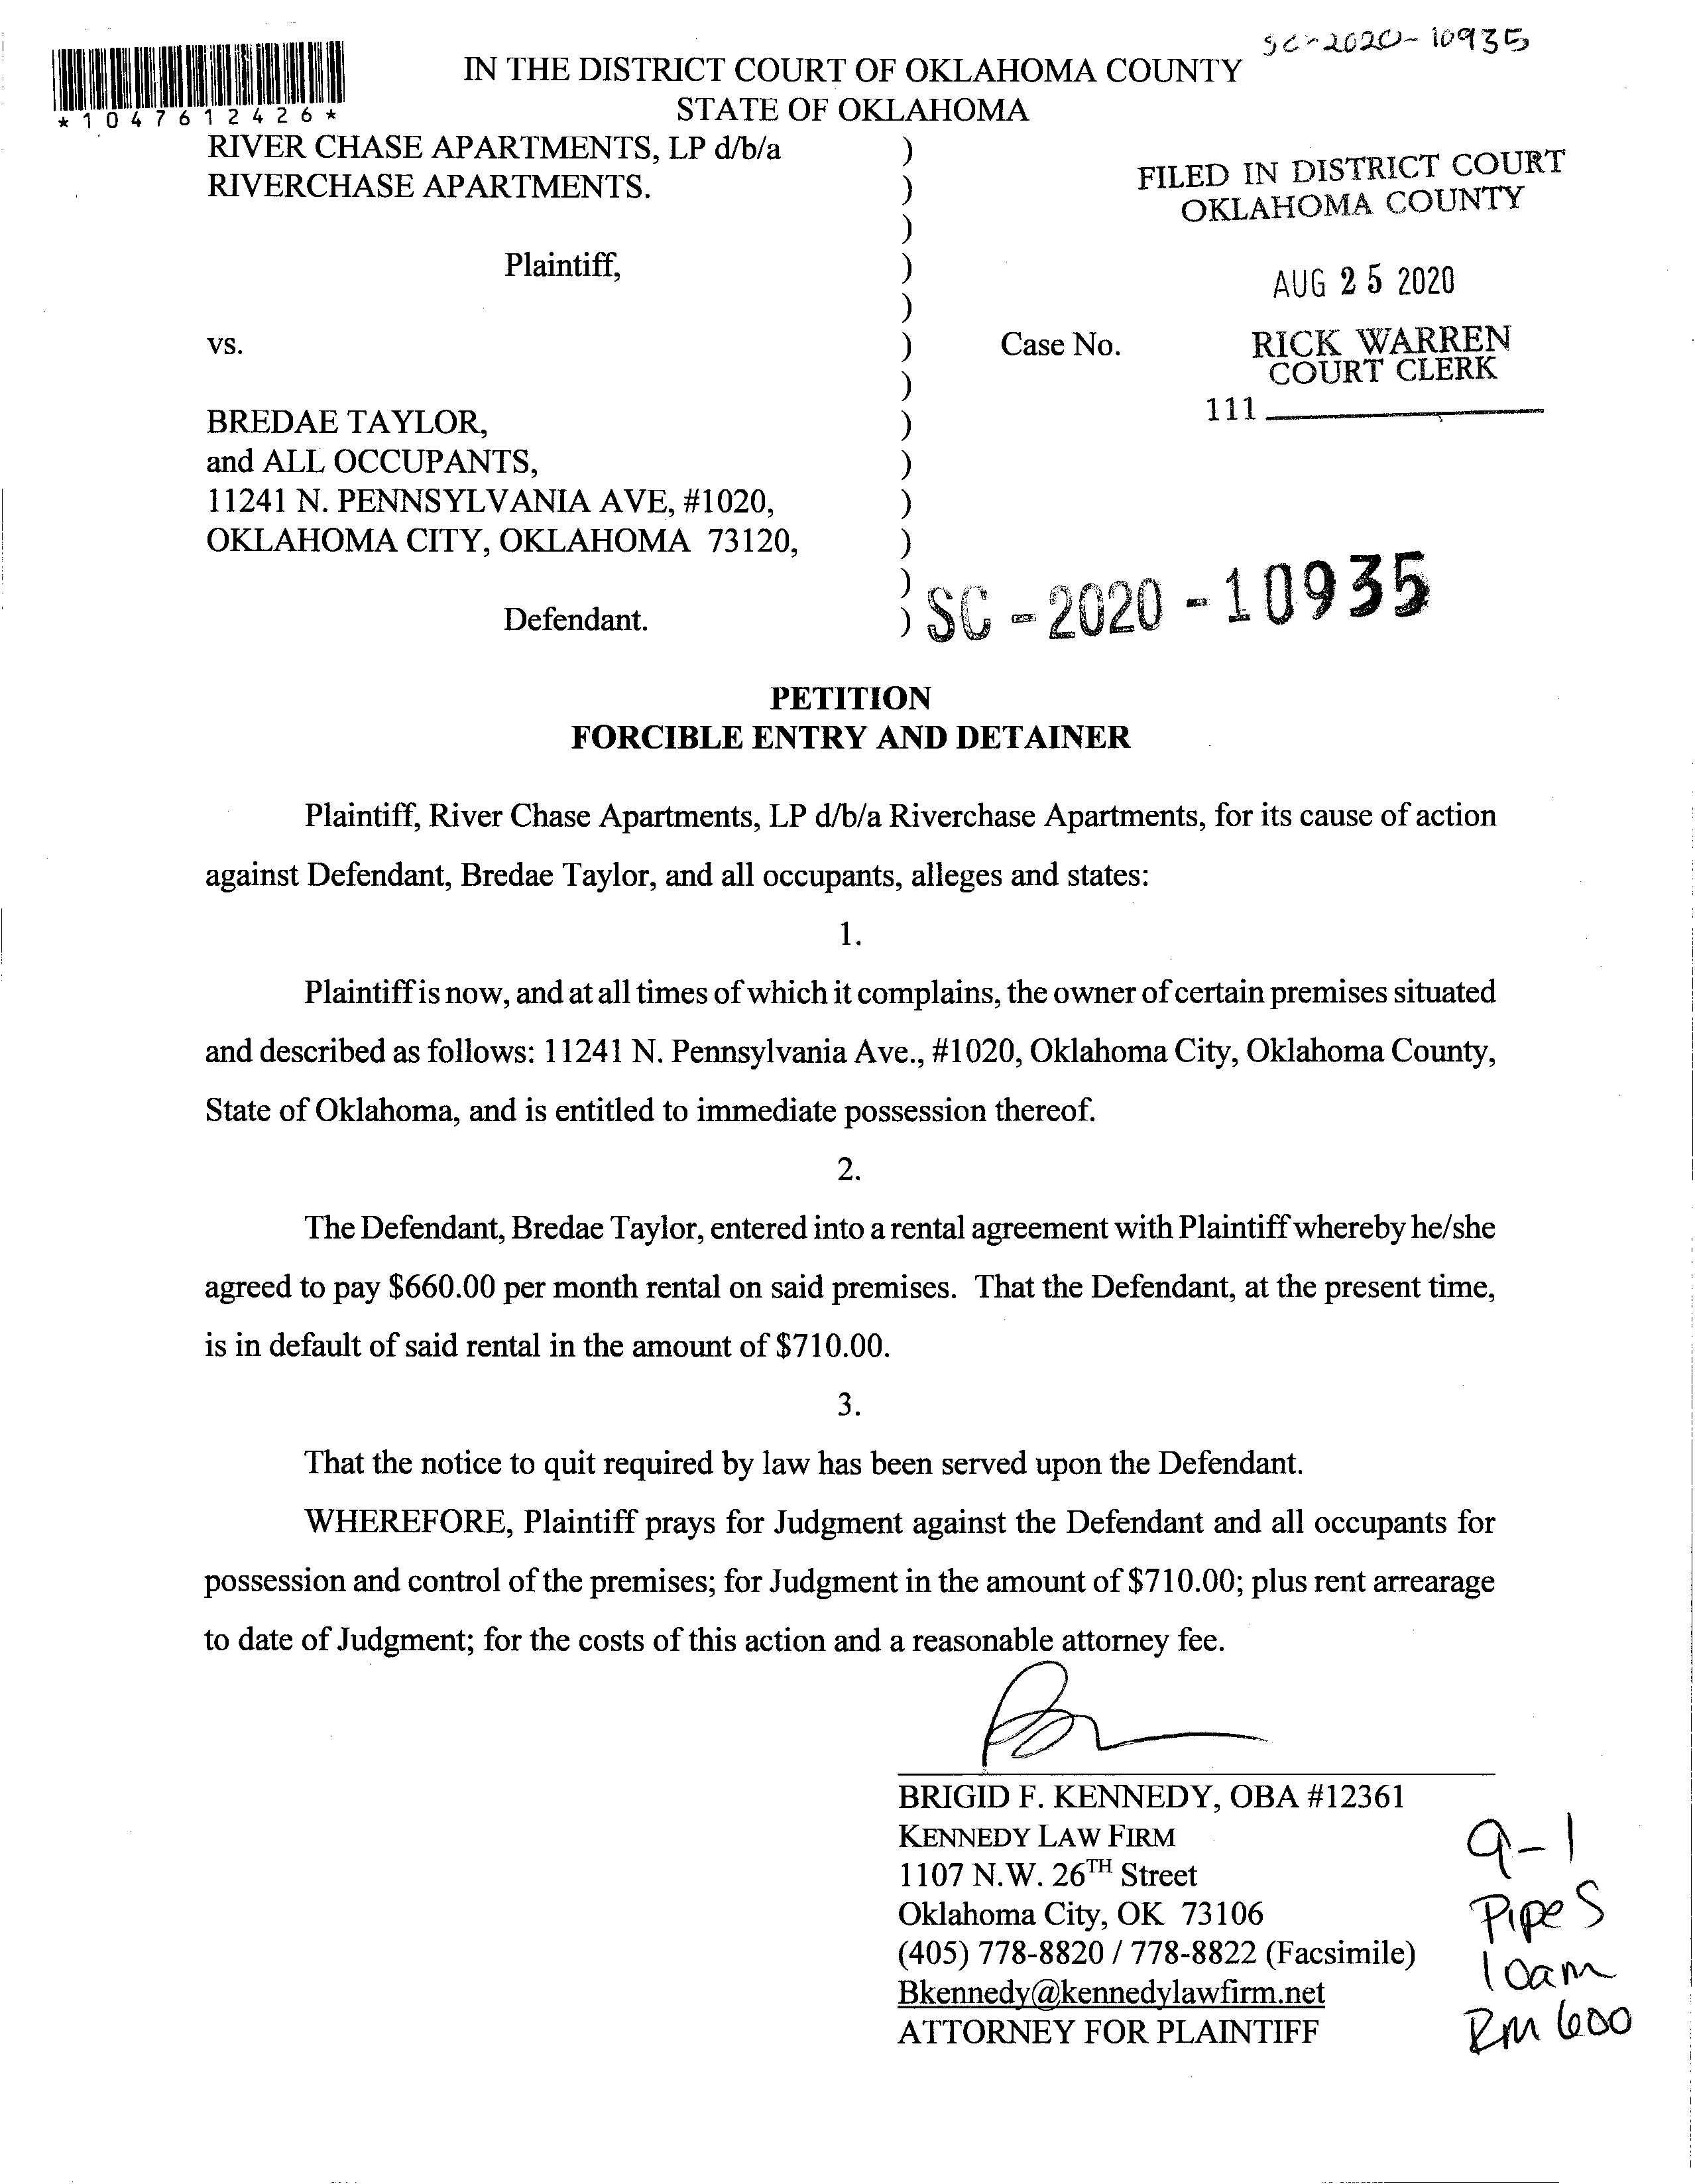 SC-2020-10935
IN THE DISTRICT COURT OF OKLAHOMA COUNTY
STATE OF OKLAHOMA
*1047612426*
RIVER CHASE APARTMENTS, LP d/b/a )
RIVERCHASE APARTMENTS. )
)
FILED IN DISTRICT COURT
OKLAHOMA COUNTY
Plaintiff, )
)
AUG 25 2020
vs. ) Case No.
RICK WARREN
COURT CLERK
)
111
BREDAE TAYLOR, )
and ALL OCCUPANTS, )
11241 N. PENNSYLVANIA AVE, #1020, )
OKLAHOMA CITY, OKLAHOMA 73120, )
)
Defendant. )
SC-2020-10935
PETITION
FORCIBLE ENTRY AND DETAINER
Plaintiff, River Chase Apartments, LP d/b/a Riverchase Apartments, for its cause of action
against Defendant, Bredae Taylor, and all occupants, alleges and states:
1.
Plaintiff is now, and at all times of which it complains, the owner of certain premises situated
and described as follows: 11241 N. Pennsylvania Ave., #1020, Oklahoma City, Oklahoma County,
State of Oklahoma, and is entitled to immediate possession thereof.
2.
The Defendant, Bredae Taylor, entered into a rental agreement with Plaintiff whereby he/she
agreed to pay $660.00 per month rental on said premises. That the Defendant, at the present time,
is in default of said rental in the amount of $710.00.
3.
That the notice to quit required by law has been served upon the Defendant.
WHEREFORE, Plaintiff prays for Judgment against the Defendant and all occupants for
possession and control of the premises; for Judgment in the amount of $710.00; plus rent arrearage
to date of Judgment; for the costs of this action and a reasonable attorney fee.
BRIGID F. KENNEDY, OBA #12361
KENNEDY LAW FIRM
1107 N.W. 26TH Street
Oklahoma City, OK 73106
(405) 778-8820 / 778-8822 (Facsimile)
Bkennedy@kennedylawfirm.net
ATTORNEY FOR PLAINTIFF
9-1
Pipes
10am
Rm 600